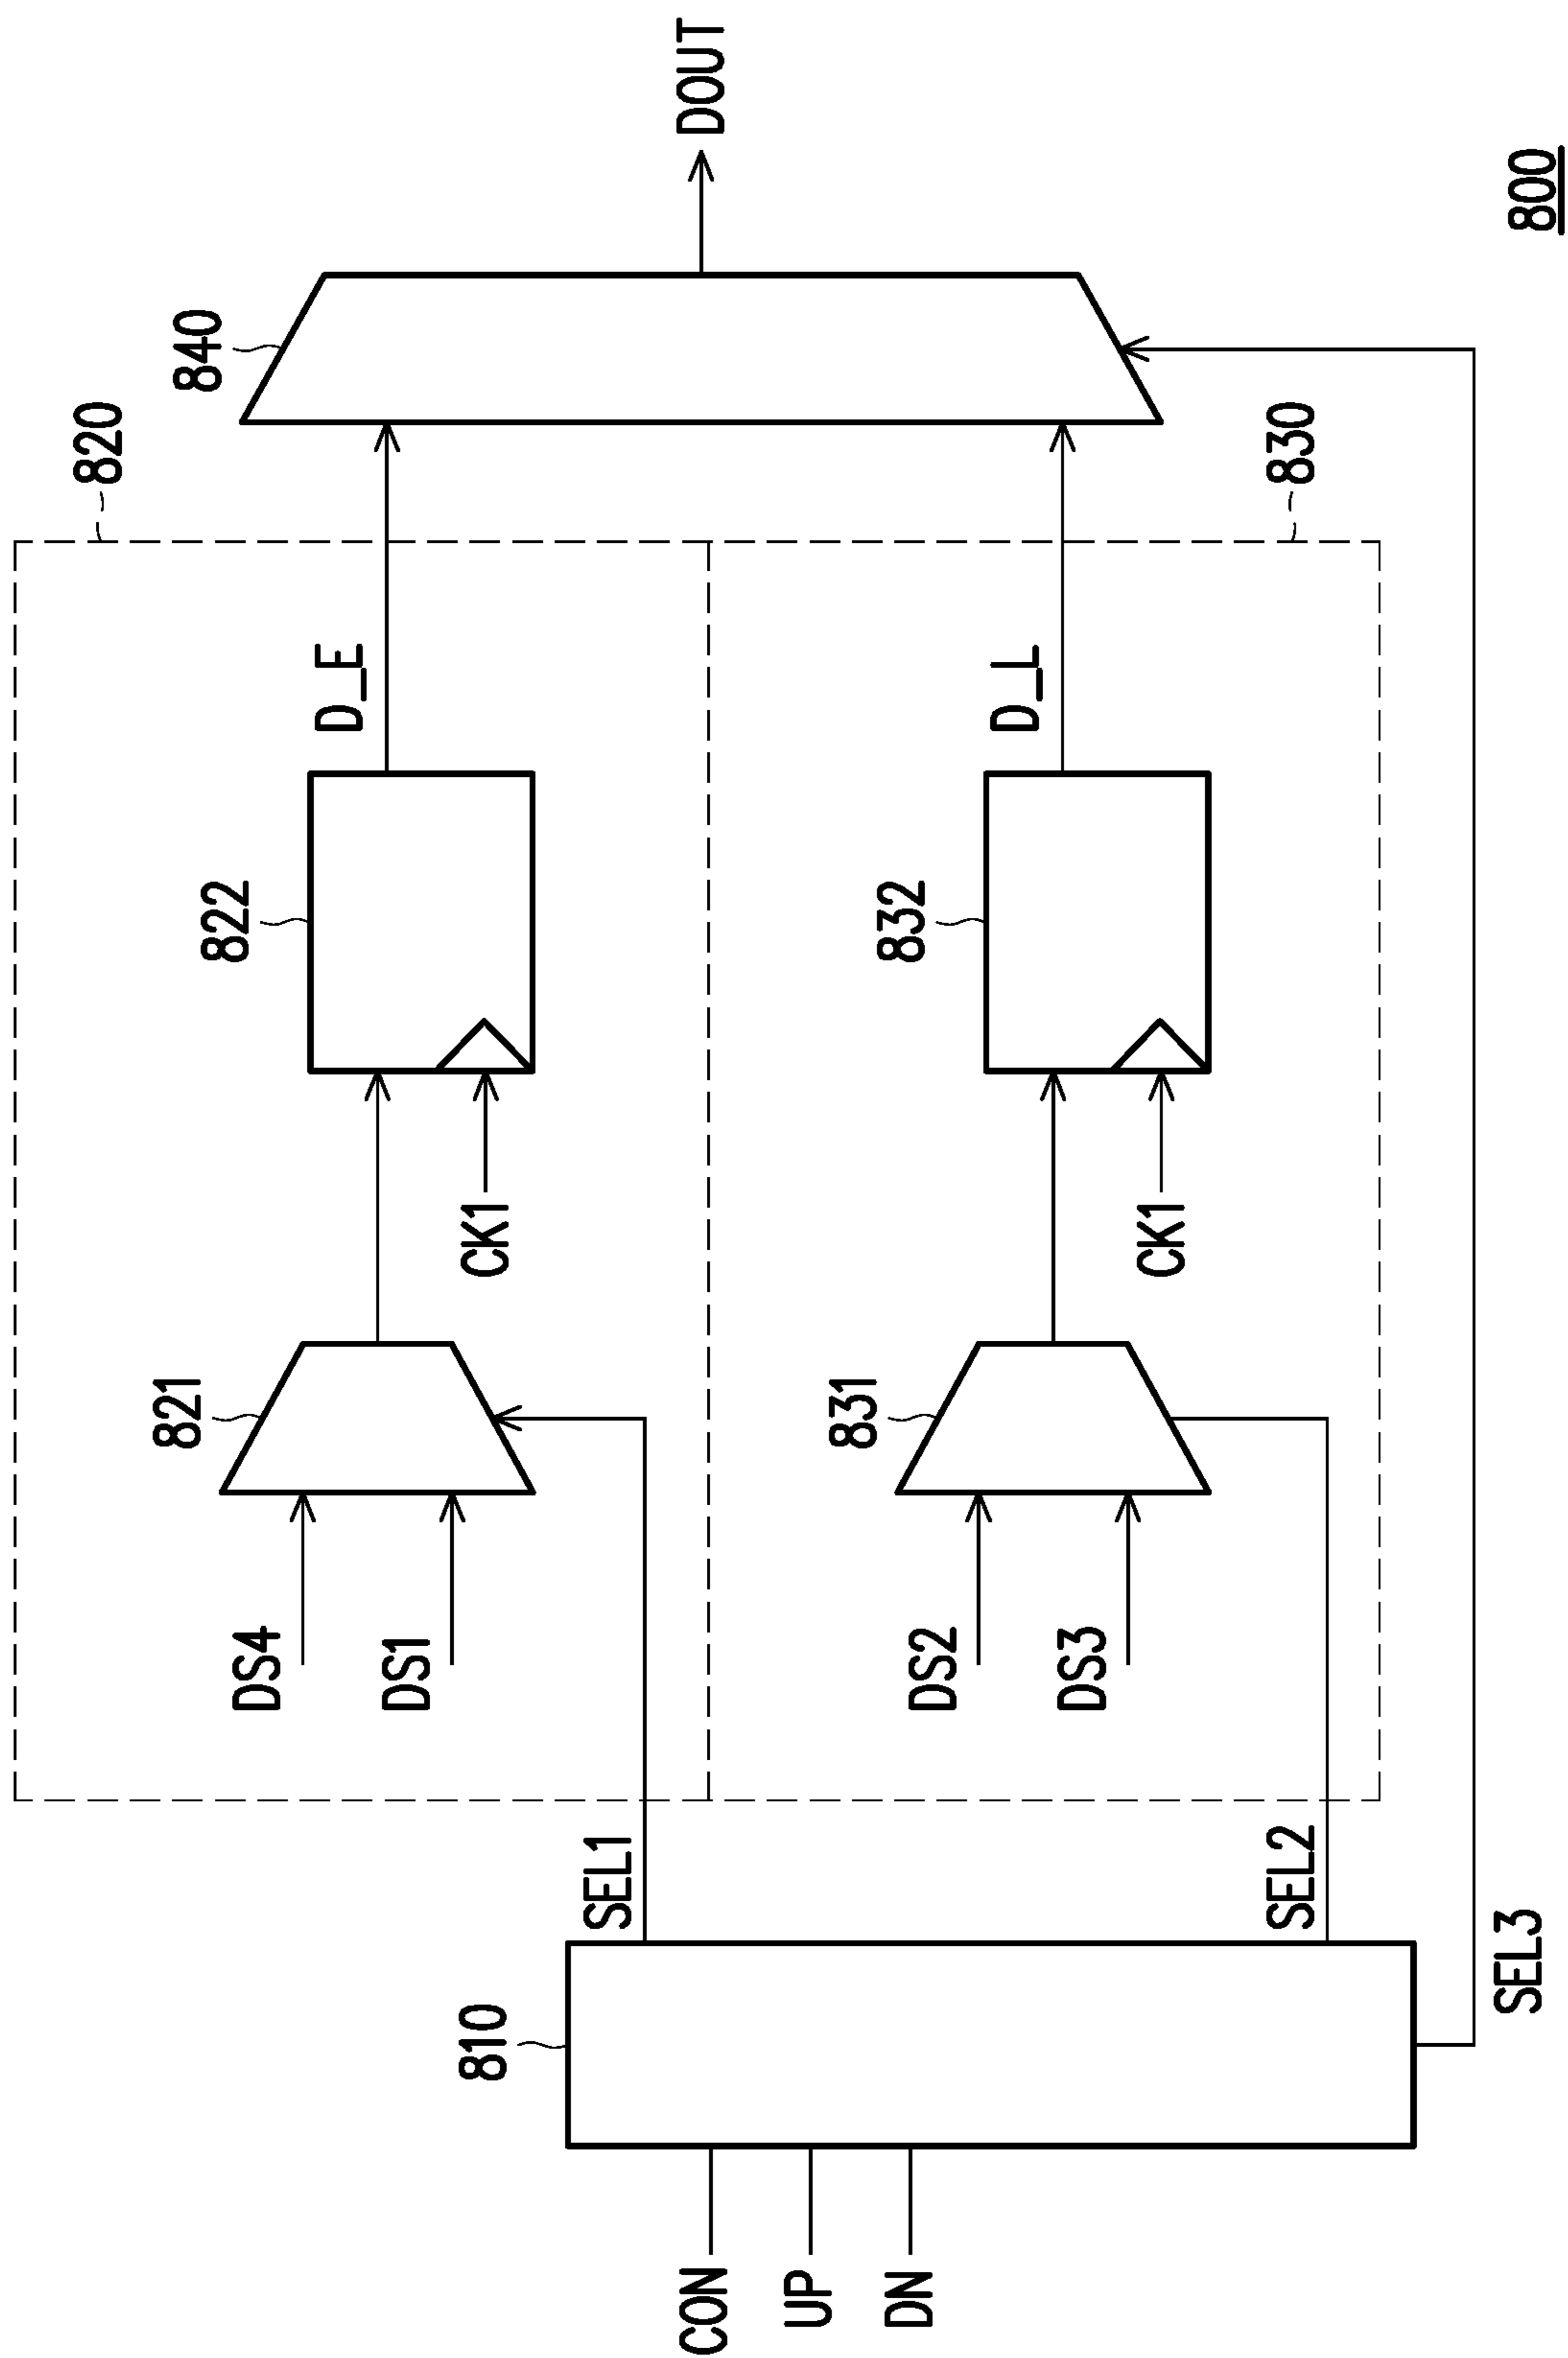 820
840
821
822
DS4
DS1
D_E
DOUT
CK1
SEL1
810
CON
UP
DN
831
832
DS2
DS3
D_L
CK1
830
SEL2
SEL3
800